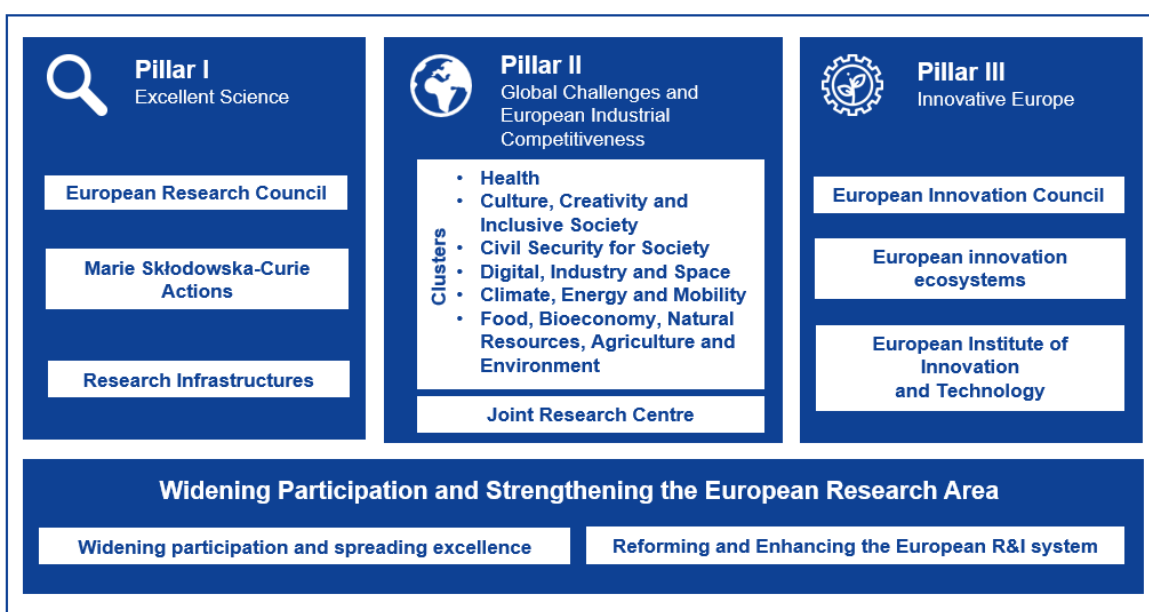 Pillar I
Excellent Science
European Research Council
Marie Skłodowska-Curie
Actions
Research Infrastructures
Pillar II
Global Challenges and
European Industrial
Competitiveness
Clusters
• Health
• Culture, Creativity and
Inclusive Society
• Civil Security for Society
• Digital, Industry and Space
• Climate, Energy and Mobility
• Food, Bioeconomy, Natural
Resources, Agriculture and
Environment
Joint Research Centre
Pillar III
Innovative Europe
European Innovation Council
European innovation
ecosystems
European Institute of
Innovation
and Technology
Widening Participation and Strengthening the European Research Area
Widening participation and spreading excellence
Reforming and Enhancing the European R&I system